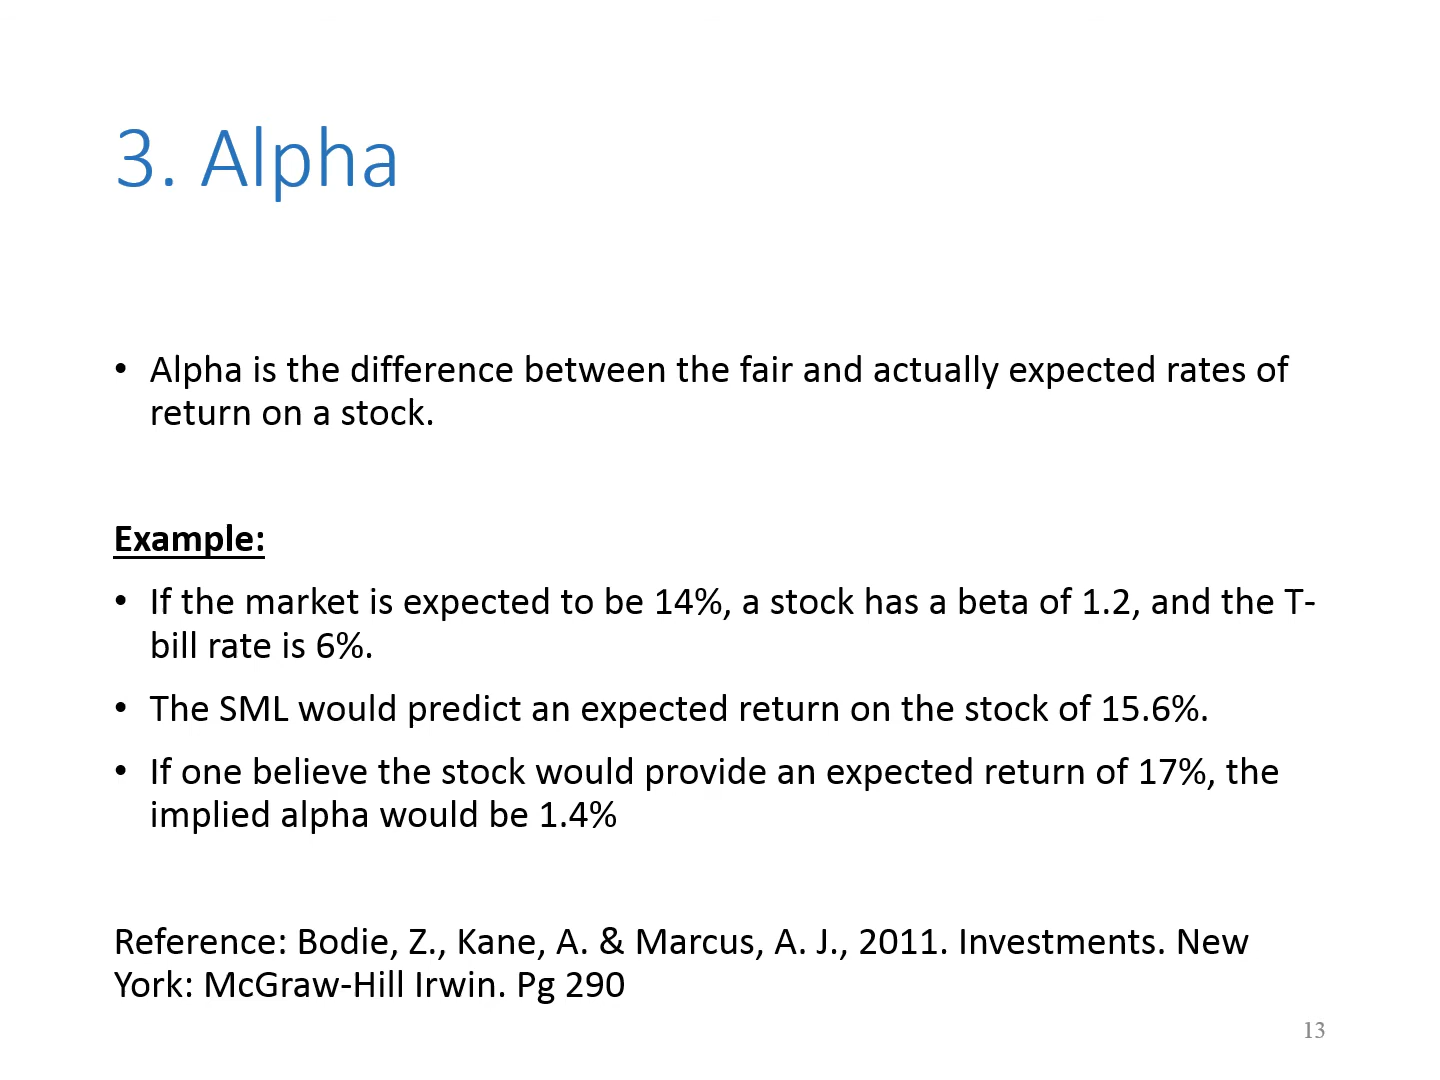 3. Alpha
• Alpha is the difference between the fair and actually expected rates of
return on a stock.
Example:
• If the market is expected to be 14%, a stock has a beta of 1.2, and the T-
bill rate is 6%.
• The SML would predict an expected return on the stock of 15.6%.
• If one believe the stock would provide an expected return of 17%, the
implied alpha would be 1.4%
Reference: Bodie, Z., Kane, A. & Marcus, A. J., 2011. Investments. New
York: McGraw-Hill Irwin. Pg 290
13